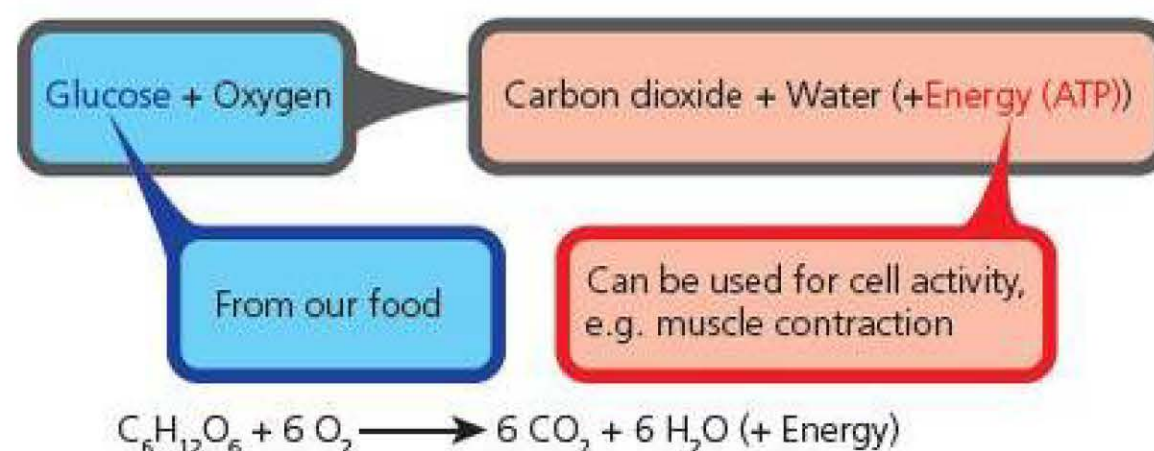 Glucose + Oxygen
Carbon dioxide + Water (+Energy (ATP))
From our food
Can be used for cell activity,
e.g. muscle contraction
C₆H₁₂O₆ + 6 O₂ ⟶ 6 CO₂ + 6 H₂O (+ Energy)